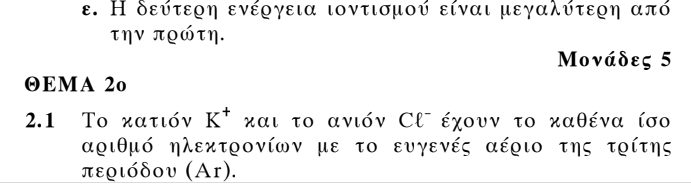 ε. Η δεύτερη ενέργεια ιοντισμού είναι μεγαλύτερη από
την πρώτη.
Μονάδες 5
ΘΕΜΑ 2ο
2.1 Το κατιόν K⁺ και το ανιόν Cℓ⁻ έχουν το καθένα ίσο
αριθμό ηλεκτρονίων με το ευγενές αέριο της τρίτης
περιόδου (Ar).